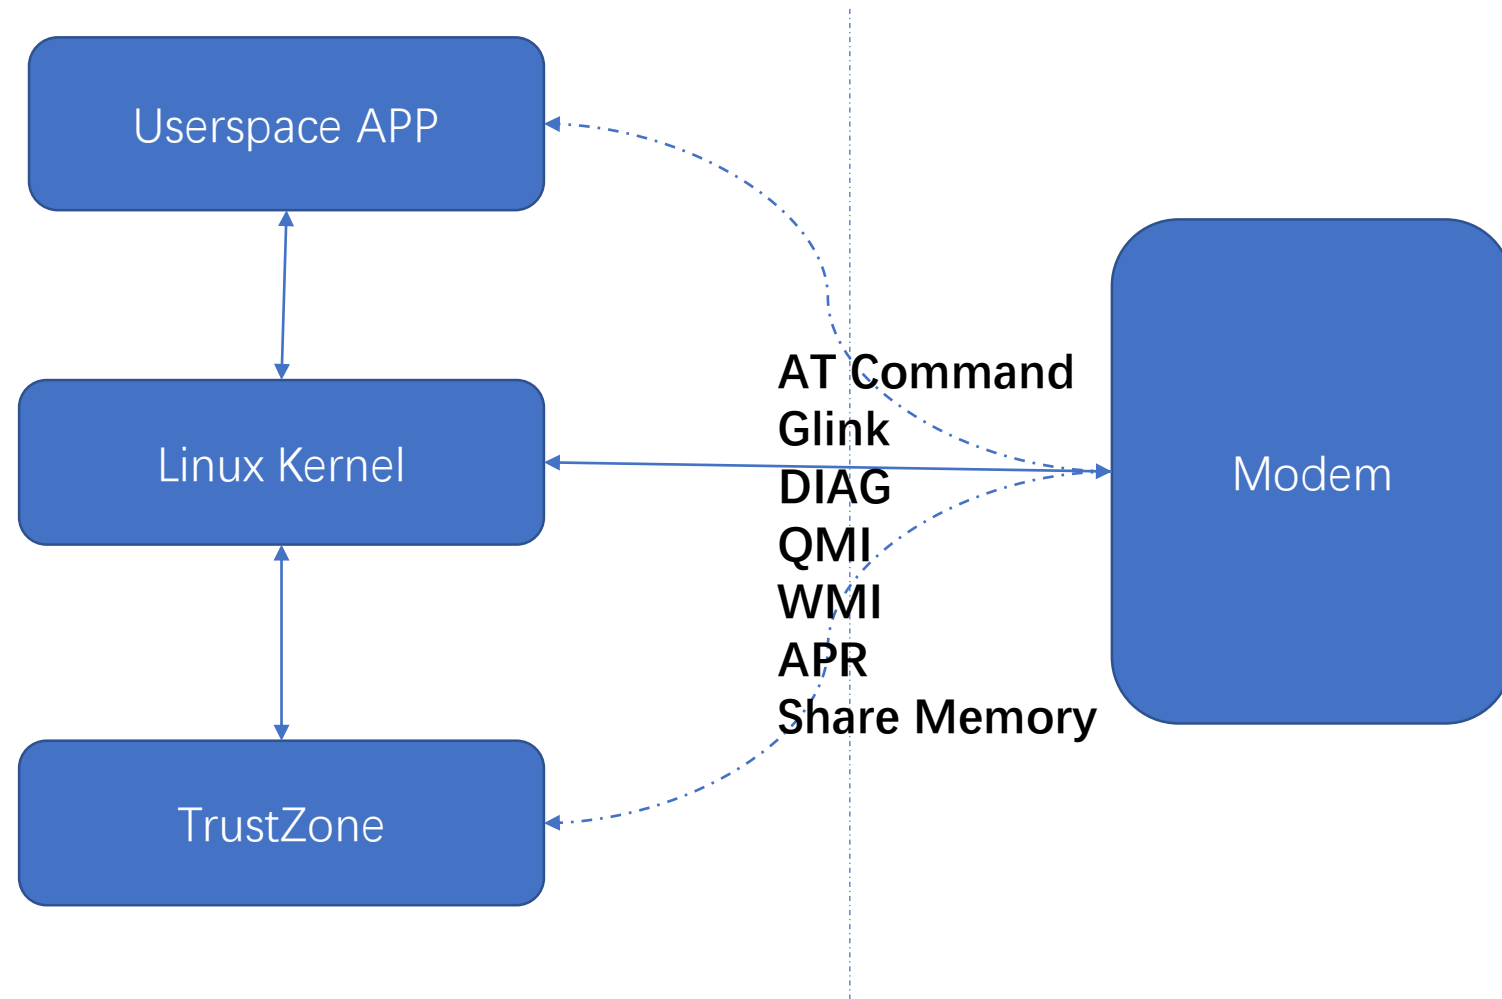 Userspace APP
AT Command
Glink
Linux Kernel
DIAG
Modem
QMI
WMI
APR
Share Memory
TrustZone